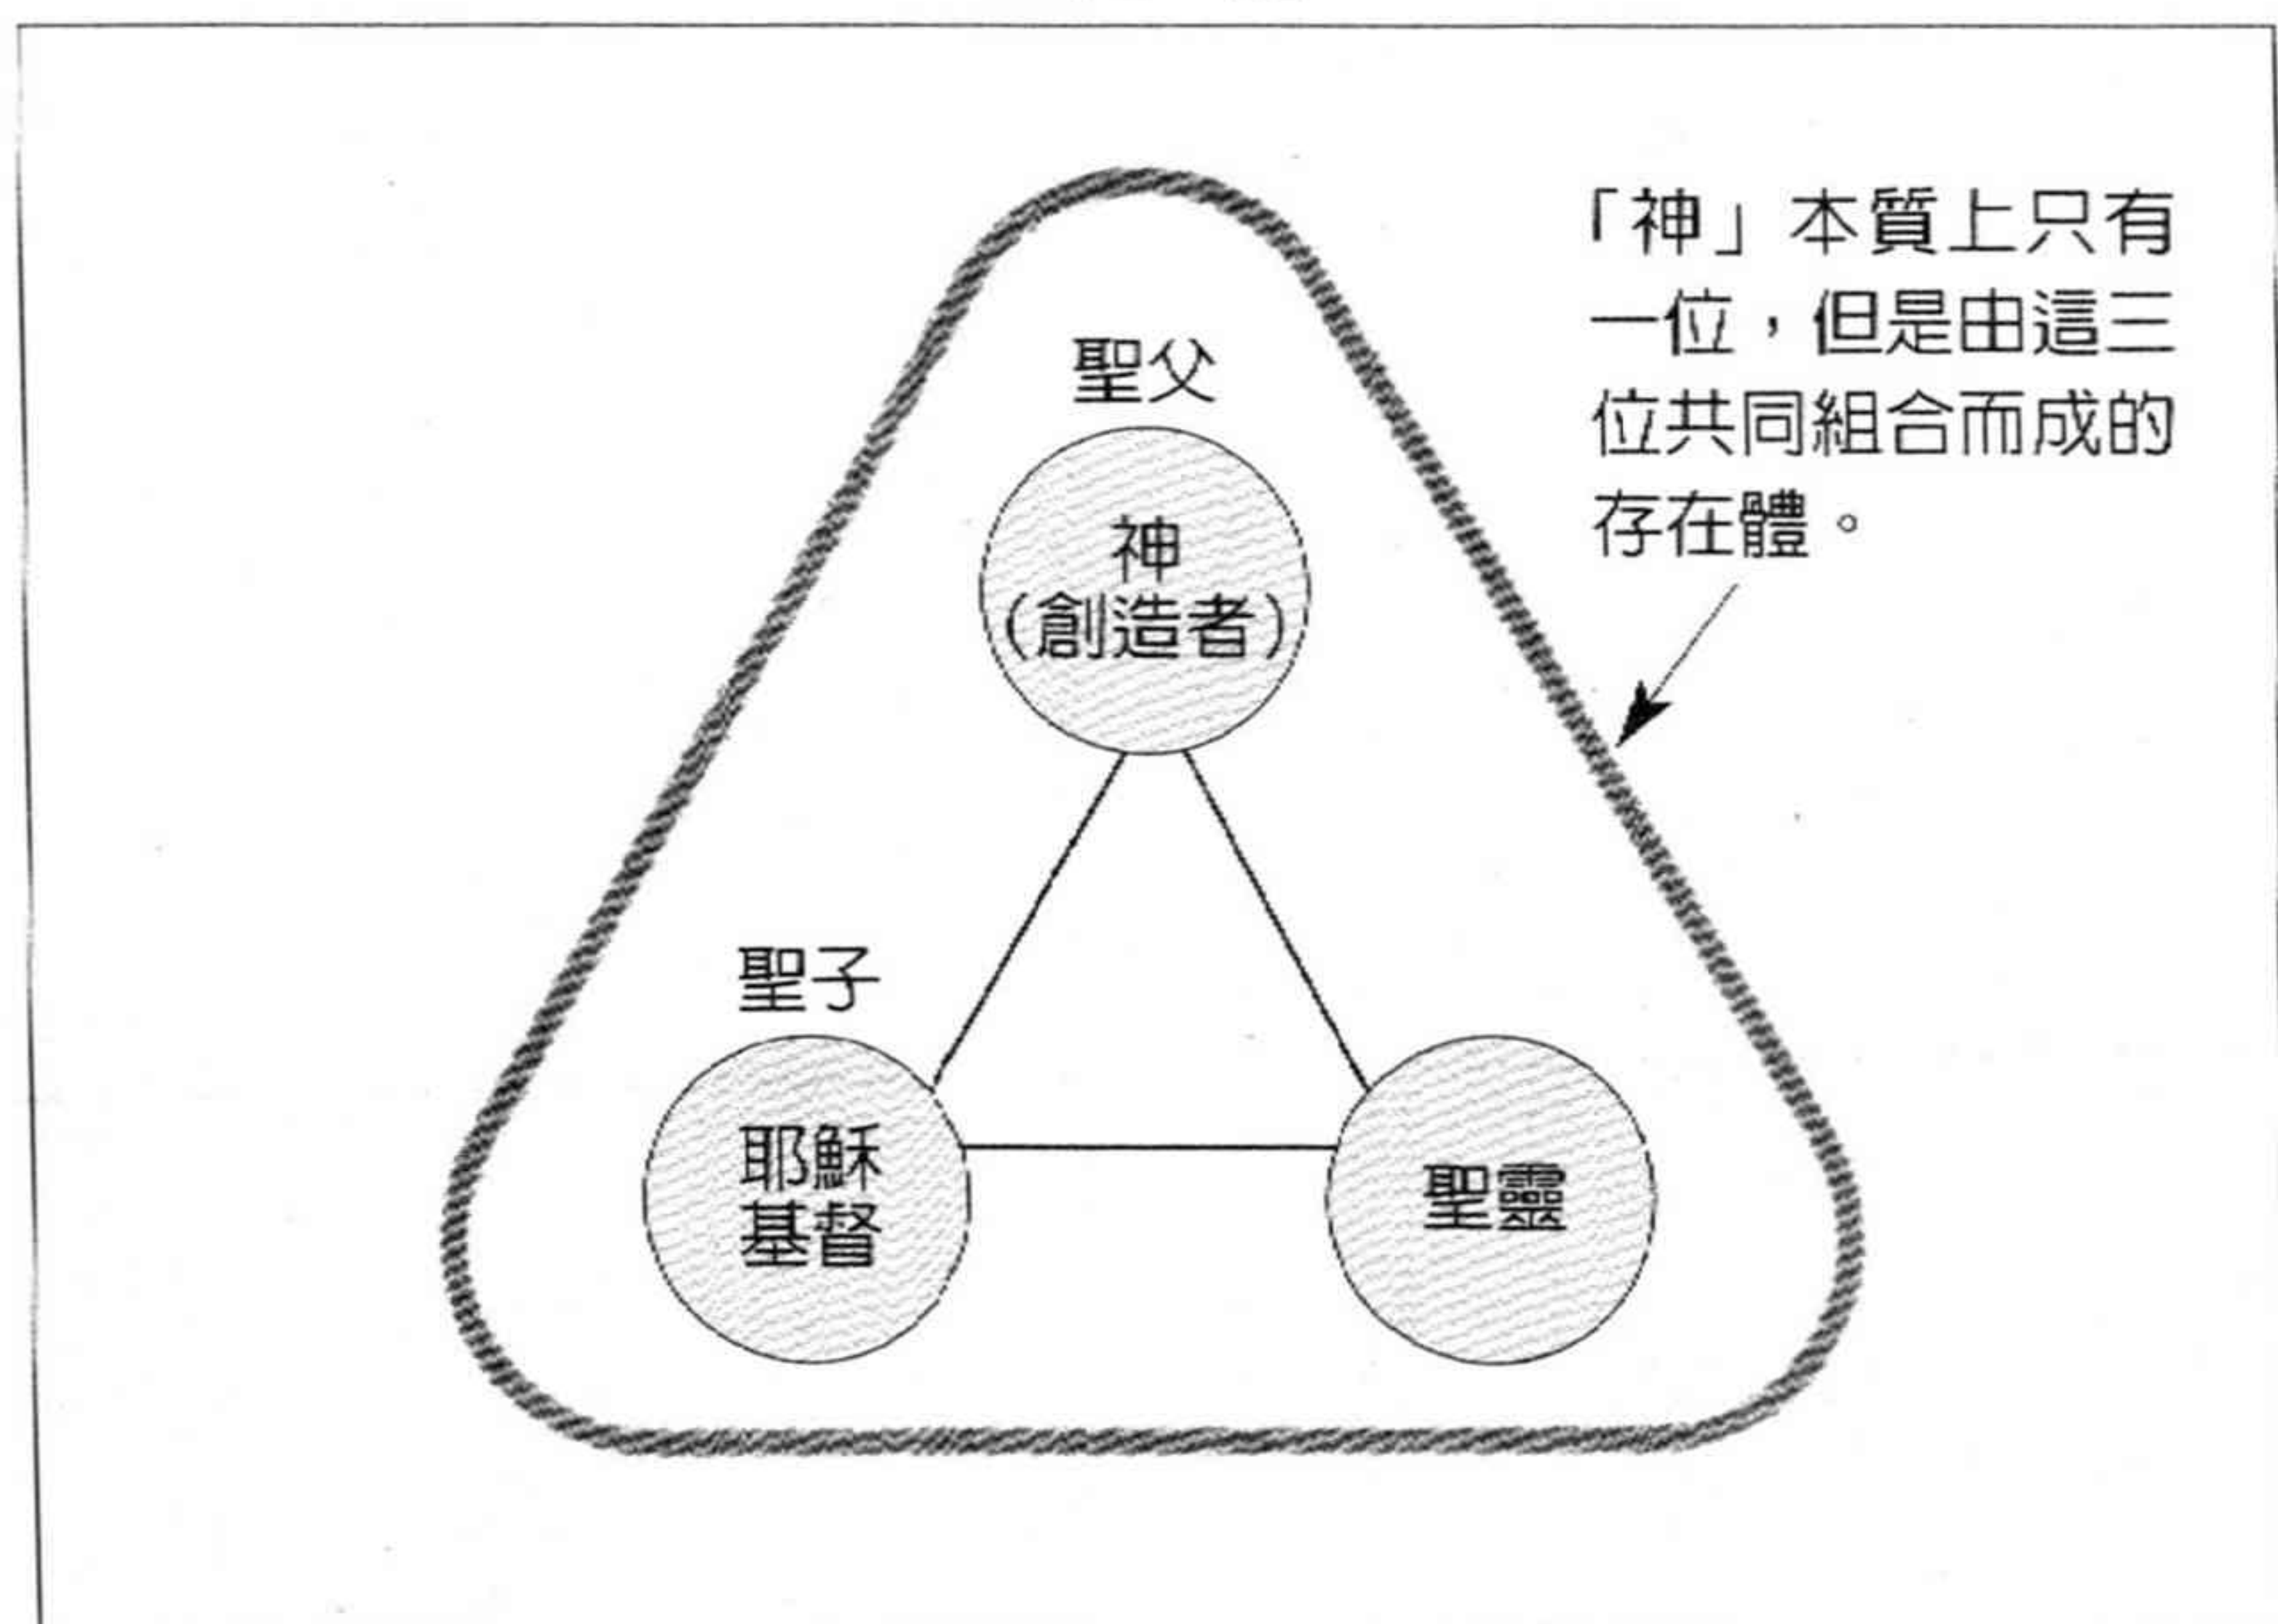 「神」本質上只有
一位，但是由這三
位共同組合而成的
存在體。
聖父
神
（創造者）
聖子
耶穌
基督
聖靈